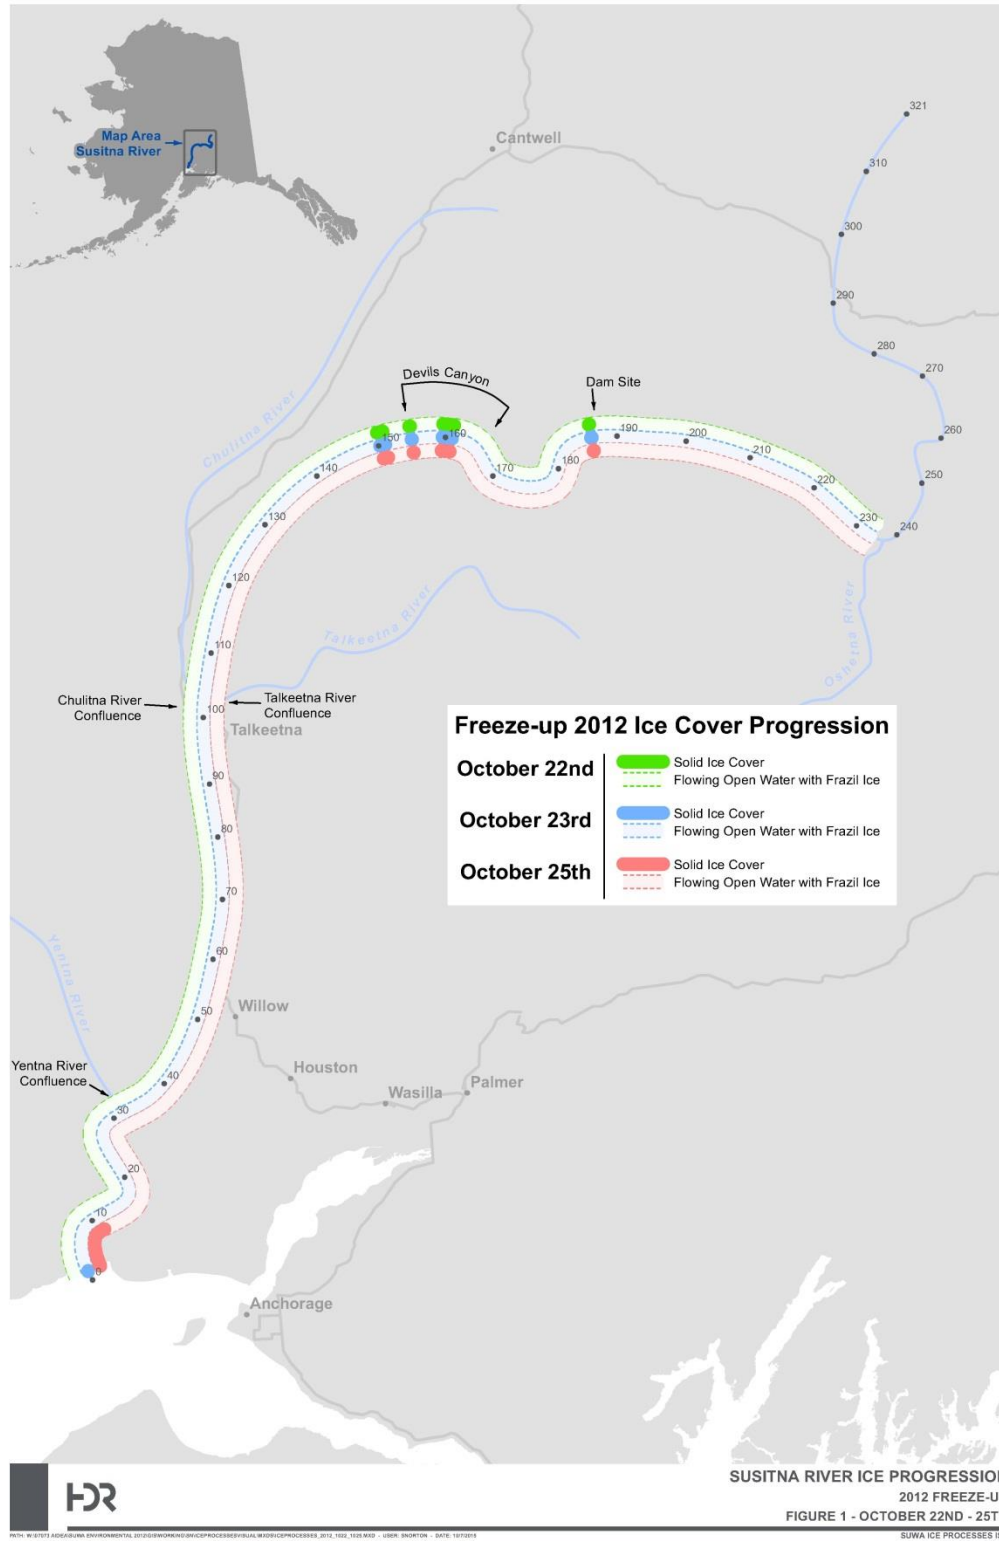 Map Area
Susitna River
Cantwell
321
310
300
290
280
270
260
250
240
Chulitna River
Devils Canyon
Dam Site
150
160
170
180
190
200
210
220
230
140
130
120
110
100
90
80
70
60
50
40
30
20
10
0
Talkeetna River
Oshetna River
Chulitna River
Confluence
Talkeetna River
Confluence
Talkeetna
Freeze-up 2012 Ice Cover Progression
October 22nd
Solid Ice Cover
Flowing Open Water with Frazil Ice
October 23rd
Solid Ice Cover
Flowing Open Water with Frazil Ice
October 25th
Solid Ice Cover
Flowing Open Water with Frazil Ice
Yentna River
Willow
Houston
Wasilla
Palmer
Yentna River
Confluence
Anchorage
HDR
SUSITNA RIVER ICE PROGRESSION
2012 FREEZE-U
FIGURE 1 - OCTOBER 22ND - 25T
SUWA ICE PROCESSES